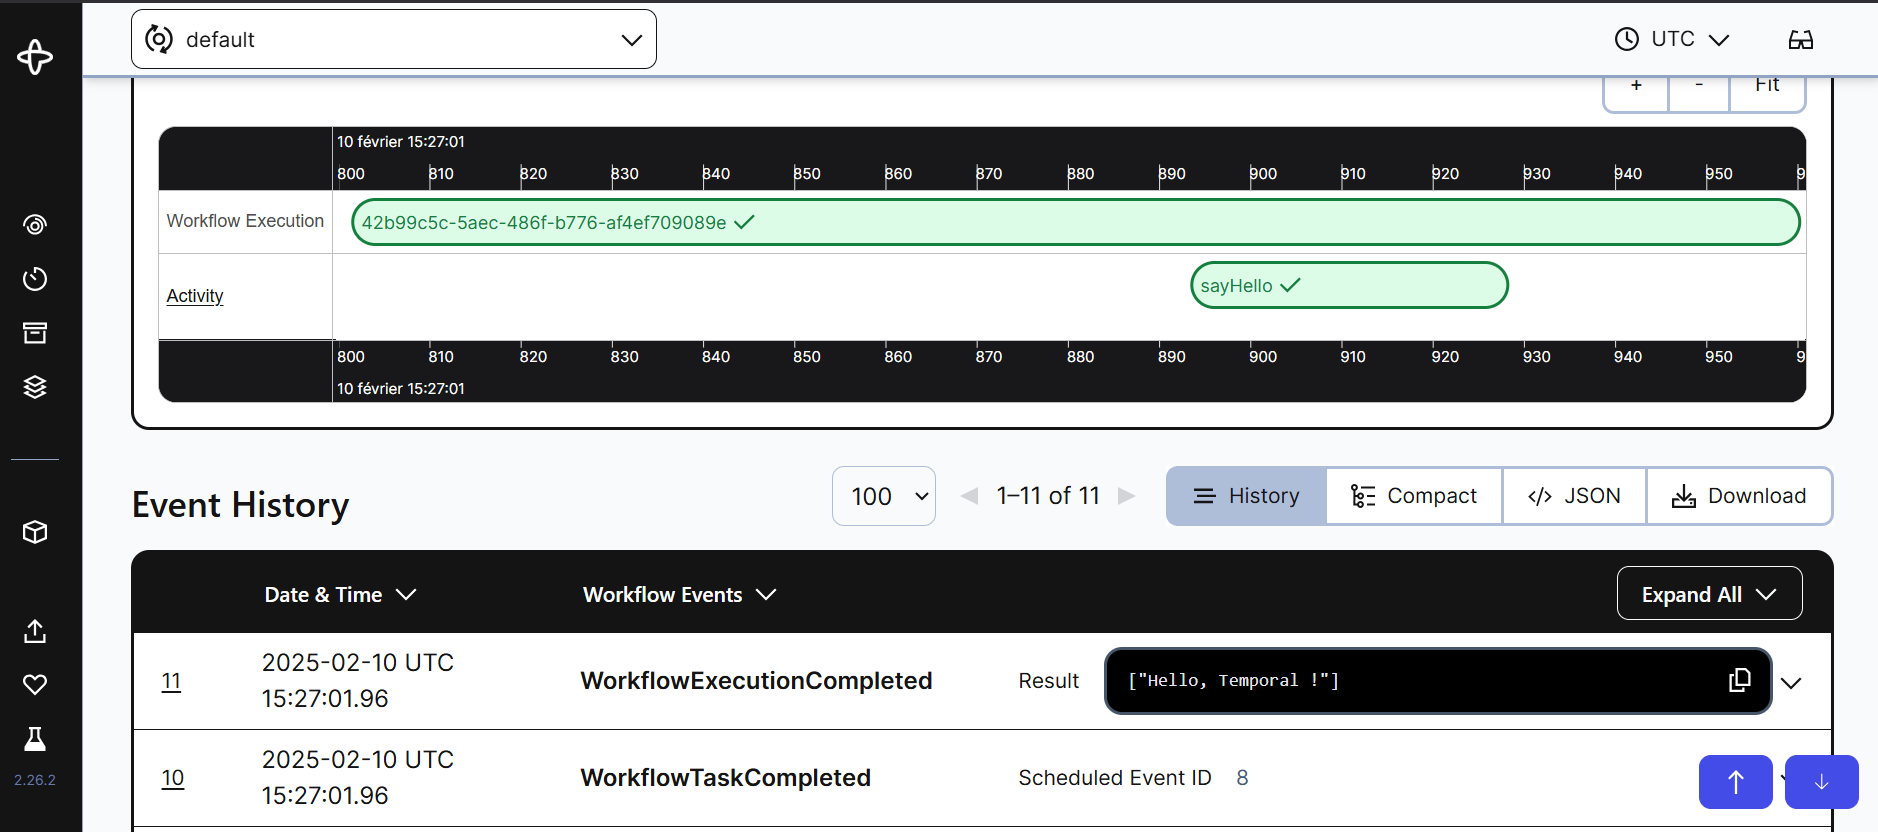 default
UTC
+ - Fit
10 février 15:27:01
800 810 820 830 840 850 860 870 880 890 900 910 920 930 940 950 9
Workflow Execution 42b99c5c-5aec-486f-b776-af4ef709089e
Activity sayHello
800 810 820 830 840 850 860 870 880 890 900 910 920 930 940 950 9
10 février 15:27:01
Event History 100 1–11 of 11 History Compact </> JSON Download
Date & Time Workflow Events Expand All
11 2025-02-10 UTC 15:27:01.96 WorkflowExecutionCompleted Result ["Hello, Temporal !"]
10 2025-02-10 UTC 15:27:01.96 WorkflowTaskCompleted Scheduled Event ID 8
2.26.2